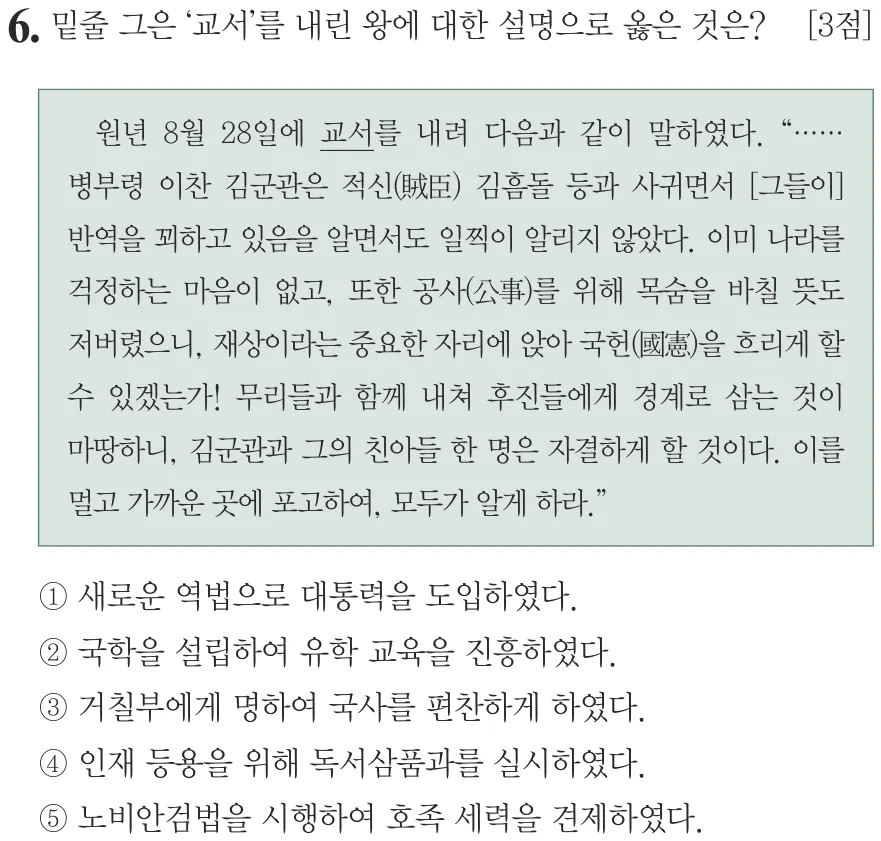 6. 밑줄 그은 ‘교서’를 내린 왕에 대한 설명으로 옳은 것은? [3점]
원년 8월 28일에 교서를 내려 다음과 같이 말하였다. “……
병부령 이찬 김군관은 적신(賊臣) 김흠돌 등과 사귀면서 [그들이]
반역을 꾀하고 있음을 알면서도 일찍이 알리지 않았다. 이미 나라를
걱정하는 마음이 없고, 또한 공사(公事)를 위해 목숨을 바칠 뜻도
저버렸으니, 재상이라는 중요한 자리에 앉아 국헌(國憲)을 흐리게 할
수 있겠는가! 무리들과 함께 내쳐 후진들에게 경계로 삼는 것이
마땅하니, 김군관과 그의 친아들 한 명은 자결하게 할 것이다. 이를
멀고 가까운 곳에 포고하여, 모두가 알게 하라.”
① 새로운 역법으로 대통력을 도입하였다.
② 국학을 설립하여 유학 교육을 진흥하였다.
③ 거칠부에게 명하여 국사를 편찬하게 하였다.
④ 인재 등용을 위해 독서삼품과를 실시하였다.
⑤ 노비안검법을 시행하여 호족 세력을 견제하였다.